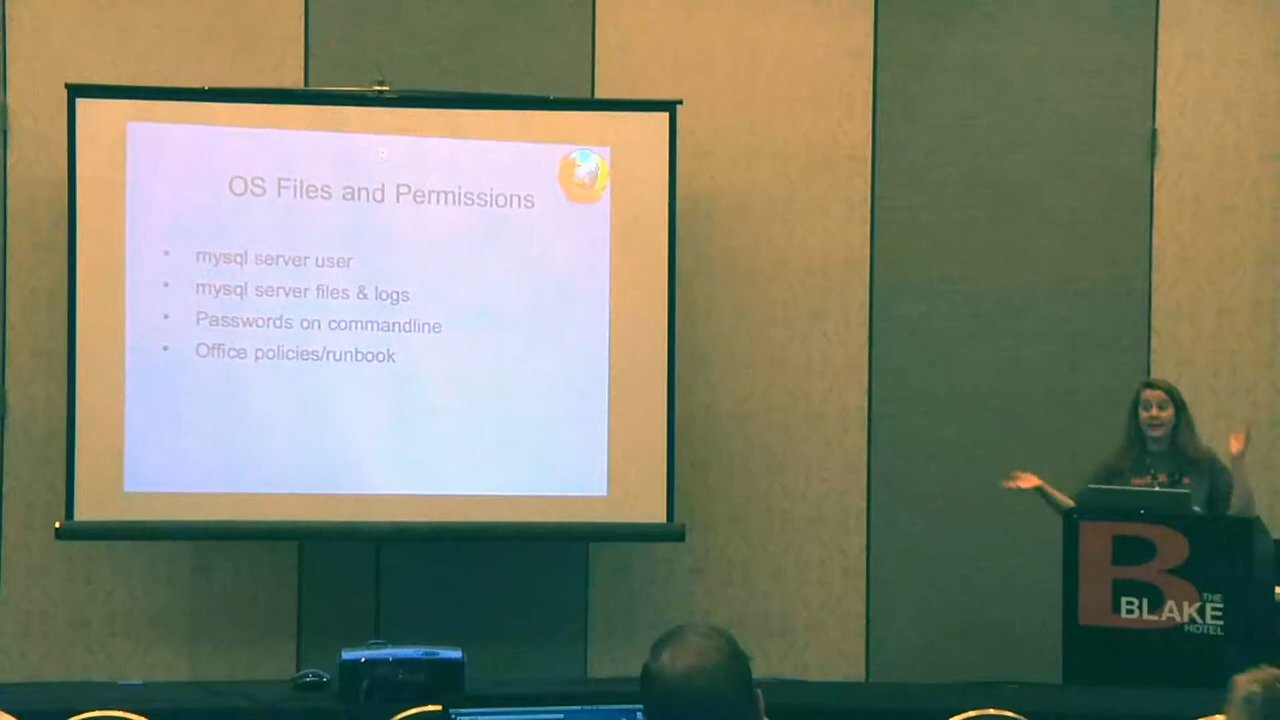 OS Files and Permissions
• mysql server user
• mysql server files & logs
• Passwords on commandline
• Office policies/runbook
B
THE
BLAKE
HOTEL